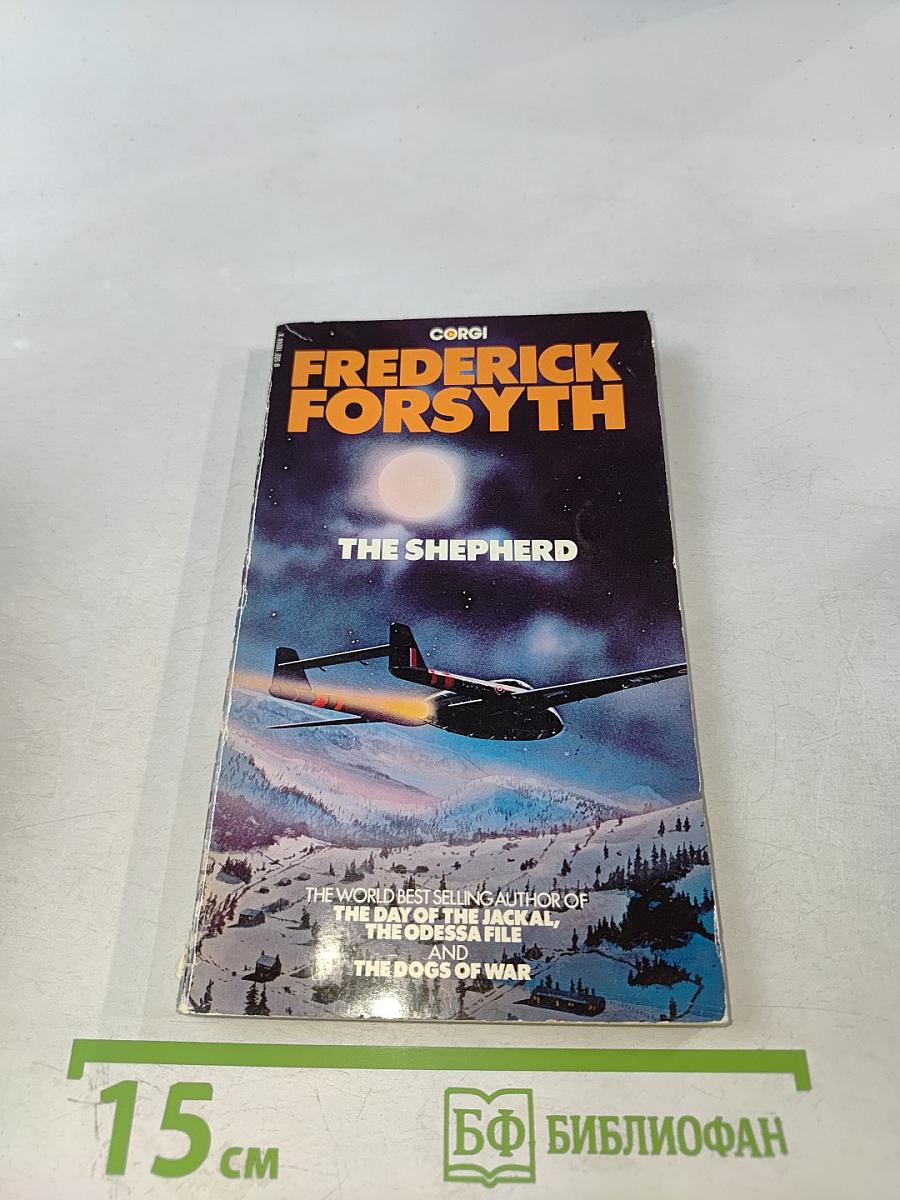 CORGI
FREDERICK
FORSYTH
THE SHEPHERD
THE WORLD BEST SELLING AUTHOR OF
THE DAY OF THE JACKAL,
THE ODESSA FILE
AND
THE DOGS OF WAR
15 см
БФ БИБЛИОФАН